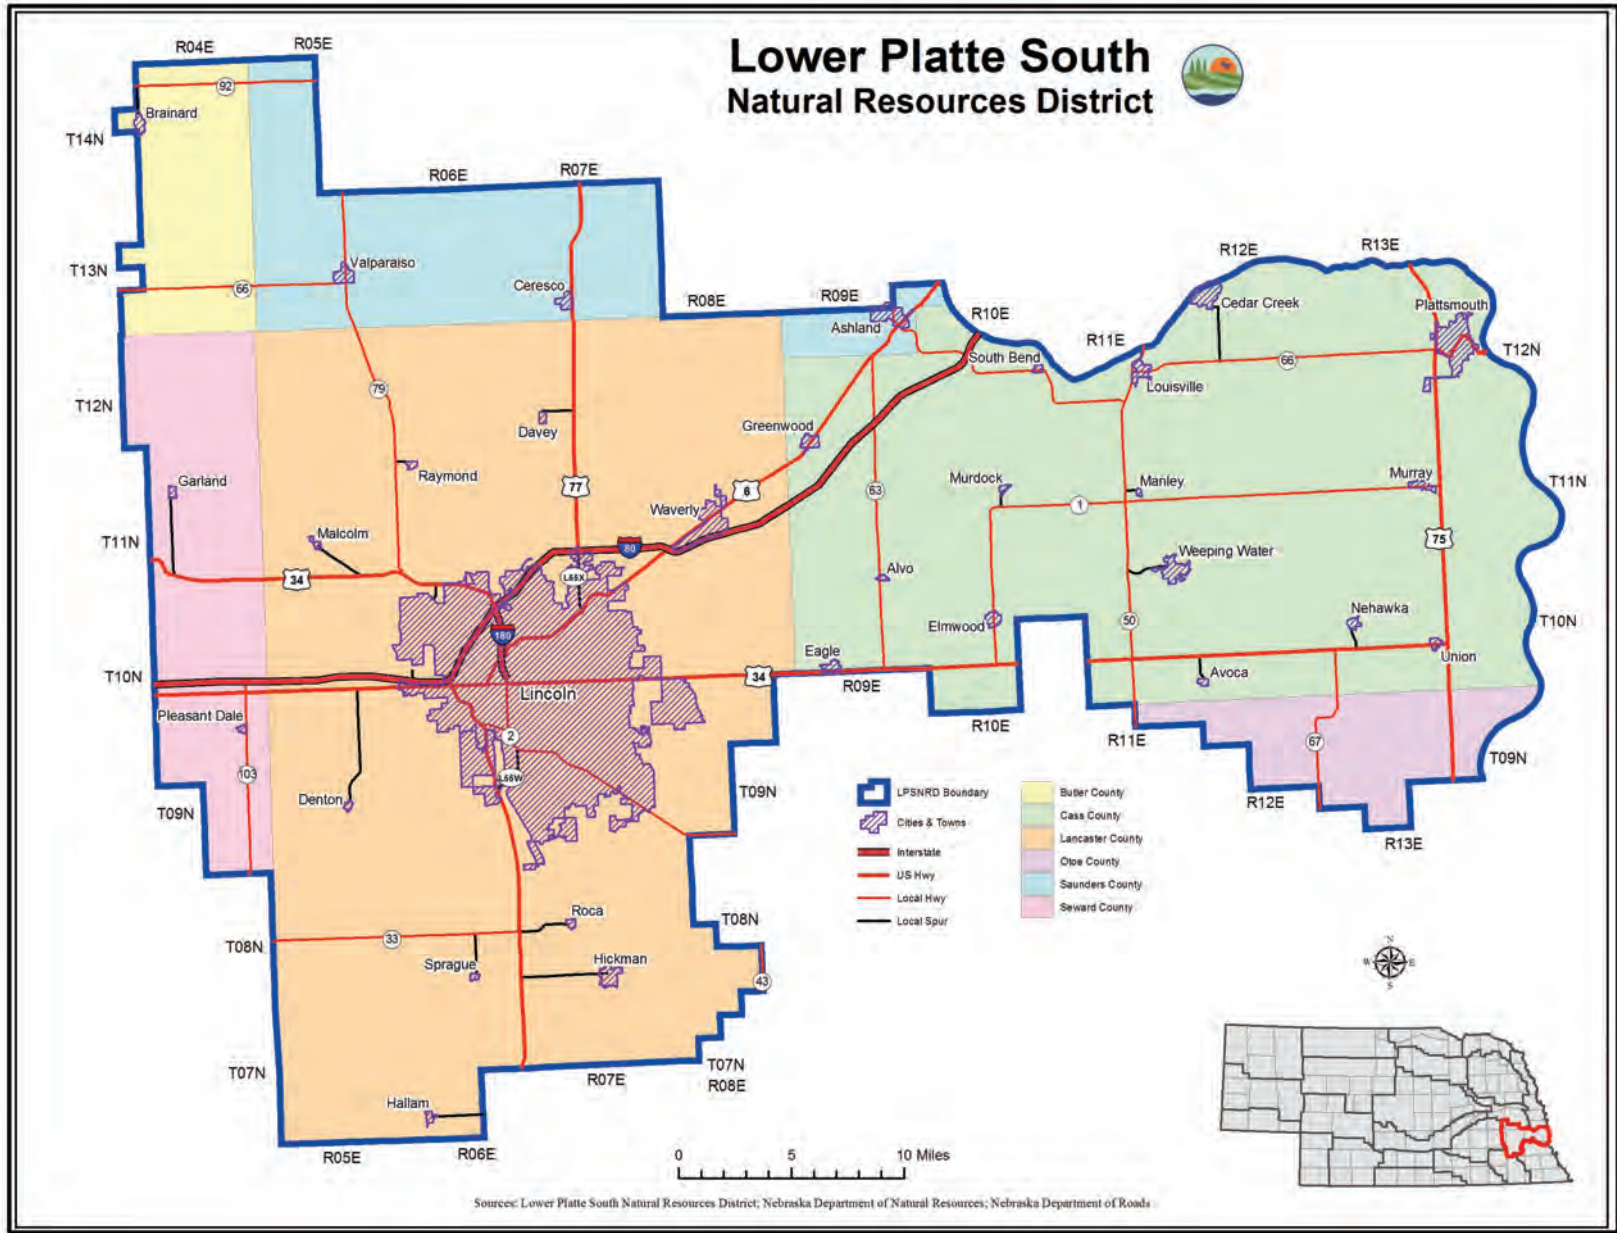 Lower Platte South
Natural Resources District
R04E
R05E
92
Brainard
T14N
R06E
R07E
T13N
Valparaiso
66
Ceresco
R08E
R09E
Ashland
R10E
South Bend
R11E
R12E
R13E
Cedar Creek
Plattsmouth
T12N
66
Louisville
T12N
79
Davey
Greenwood
Raymond
Garland
77
6
63
Murdock
Manley
Murray
1
T11N
Waverly
Malcolm
T11N
80
75
34
L55X
Alvo
Weeping Water
180
Elmwood
50
Nehawka
T10N
Eagle
Union
T10N
34
R09E
Avoca
Lincoln
Pleasant Dale
R10E
R11E
2
67
103
L55W
T09N
Denton
T09N
T09N
R12E
R13E
LPSNRD Boundary
Cities & Towns
Interstate
US Hwy
Local Hwy
Local Spur
Butler County
Cass County
Lancaster County
Otoe County
Saunders County
Seward County
Roca
T08N
33
T08N
Sprague
Hickman
43
N
W
E
S
T07N
R07E
T07N
R08E
Hallam
R05E
R06E
0
5
10 Miles
Sources: Lower Platte South Natural Resources District; Nebraska Department of Natural Resources; Nebraska Department of Roads